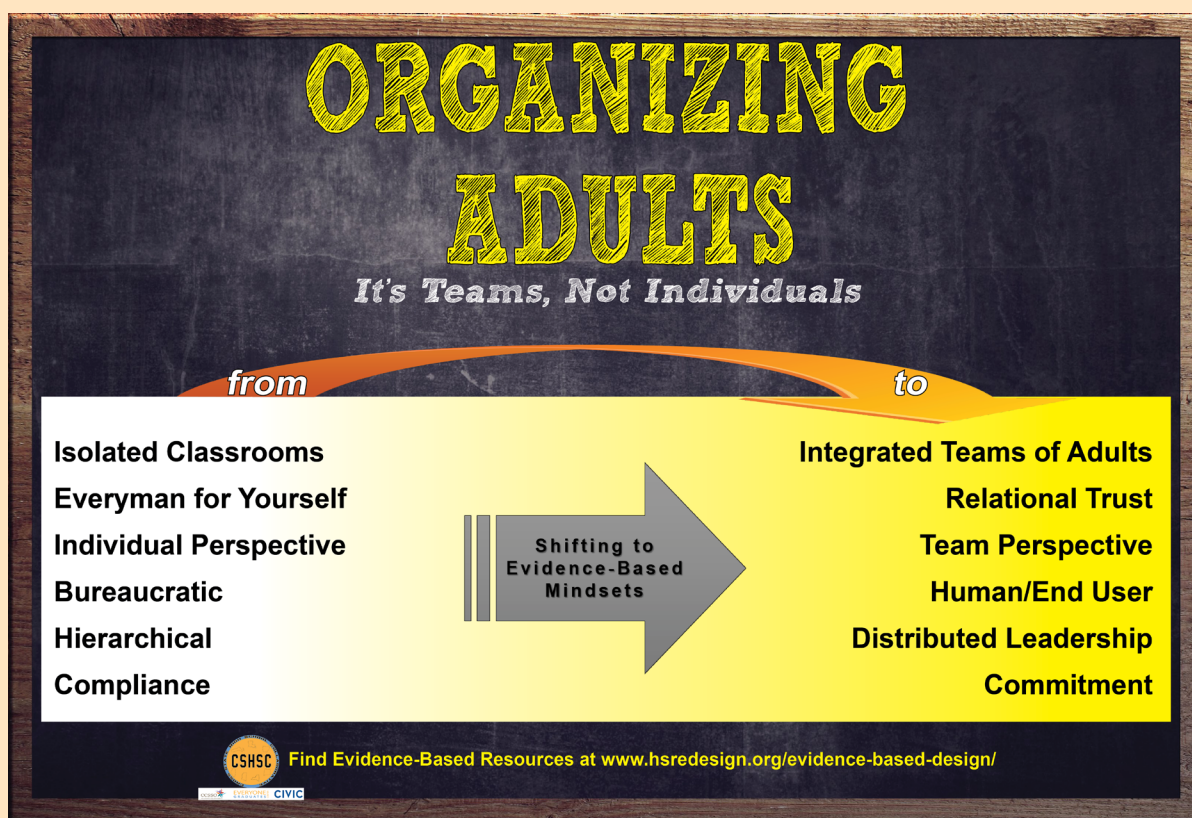 ORGANIZING
ADULTS
It's Teams, Not Individuals
from
to
Isolated Classrooms
Everyman for Yourself
Individual Perspective
Bureaucratic
Hierarchical
Compliance
Shifting to
Evidence-Based
Mindsets
Integrated Teams of Adults
Relational Trust
Team Perspective
Human/End User
Distributed Leadership
Commitment
CSHSC
Find Evidence-Based Resources at www.hsredesign.org/evidence-based-design/
EVERYONE
GRADUATES
CIVIC